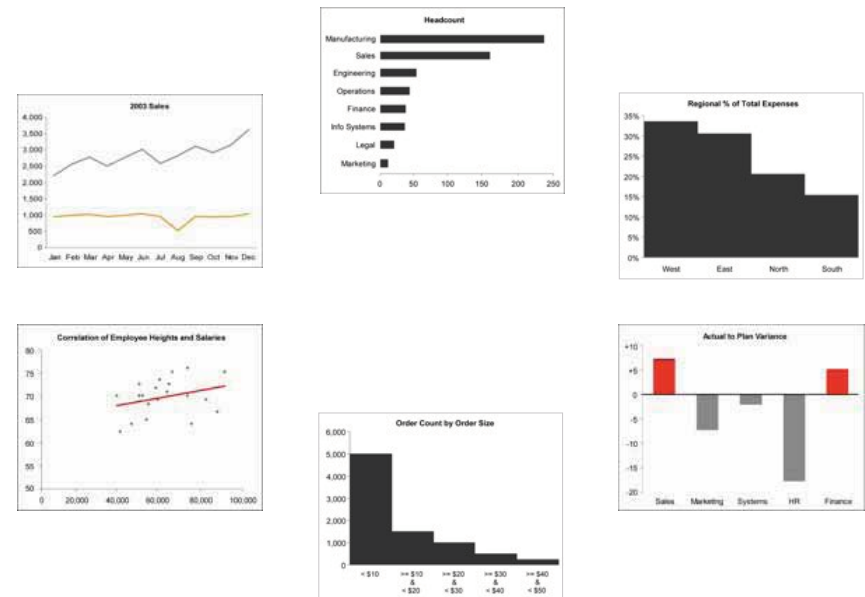 Headcount
Manufacturing
Sales
Engineering
Operations
Finance
Info Systems
Legal
Marketing
0 50 100 150 200 250
2003 Sales
4,000
3,500
3,000
2,500
2,000
1,500
1,000
500
0
Jan Feb Mar Apr May Jun Jul Aug Sep Oct Nov Dec
Regional % of Total Expenses
35%
30%
25%
20%
15%
10%
5%
0%
West East North South
Correlation of Employee Heights and Salaries
80
75
70
65
60
55
50
0 20,000 40,000 60,000 80,000 100,000
Actual to Plan Variance
+10
+5
0
-5
-10
-15
-20
Sales Marketing Systems HR Finance
Order Count by Order Size
6,000
5,000
4,000
3,000
2,000
1,000
0
< $10 >= $10 >= $20 >= $30 >= $40
& & & &
< $20 < $30 < $40 < $50